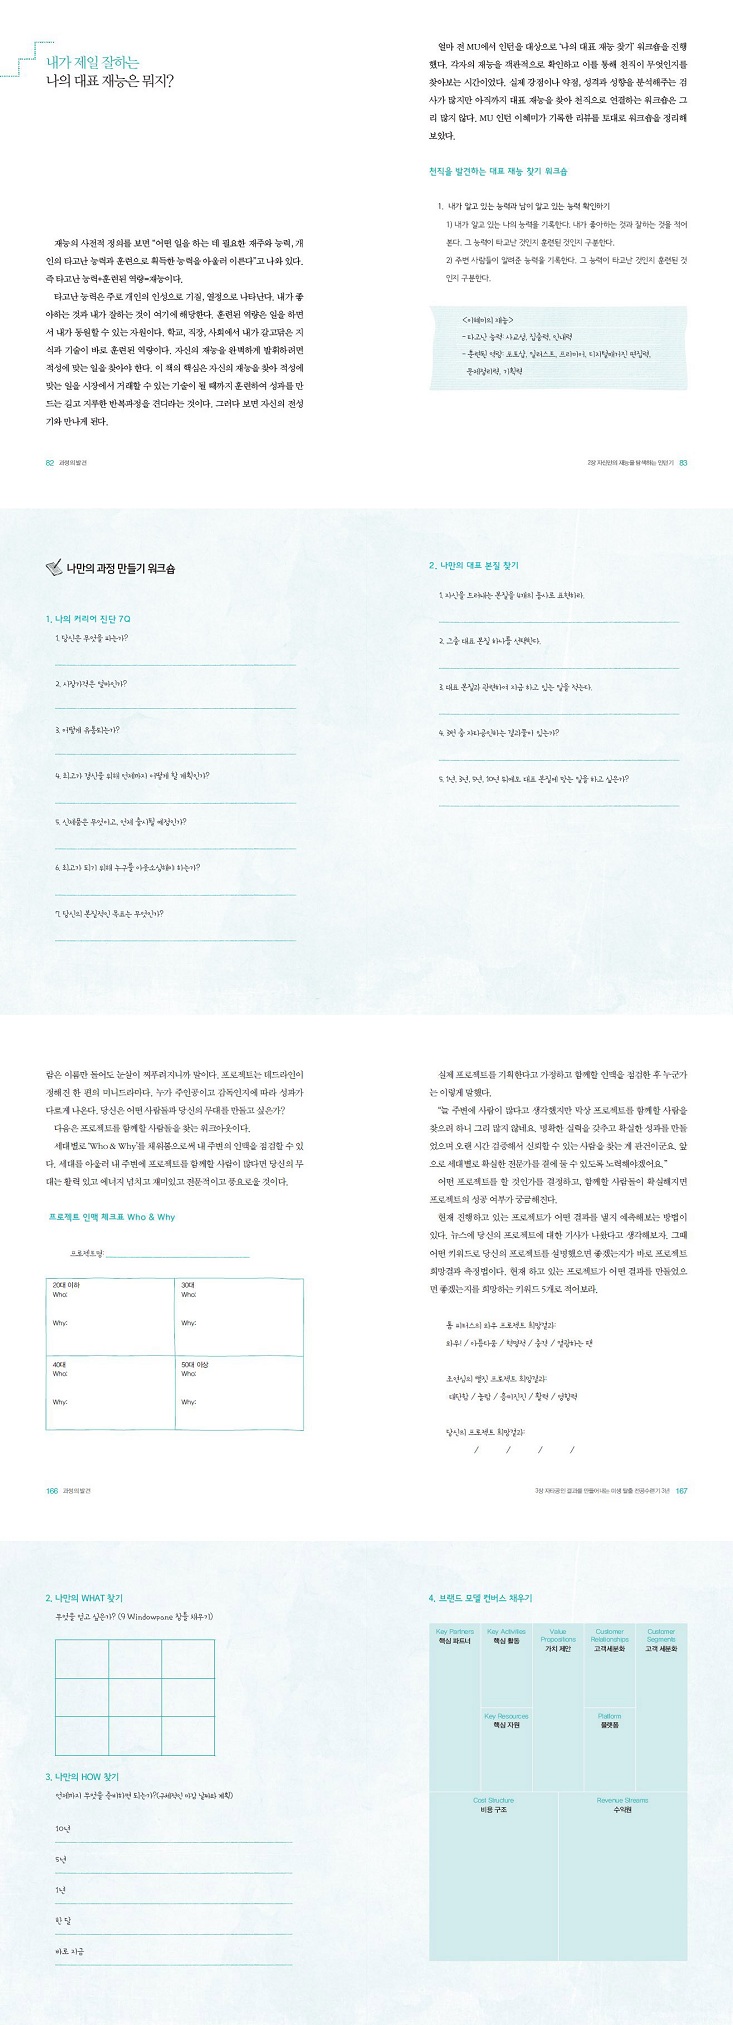 내가 제일 잘하는
나의 대표 재능은 뭐지?
재능의 사전적 정의를 보면 “어떤 일을 하는 데 필요한 재주와 능력, 개
인의 타고난 능력과 훈련으로 획득한 능력을 아울러 이른다”고 나와 있다.
즉 타고난 능력+훈련된 역량=재능이다.
타고난 능력은 주로 개인의 인성으로 기질, 열정으로 나타난다. 내가 좋
아하는 것과 내가 잘하는 것이 여기에 해당한다. 훈련된 역량은 일을 하면
서 내가 동원할 수 있는 자원이다. 학교, 직장, 사회에서 내가 갈고닦은 지
식과 기술이 바로 훈련된 역량이다. 자신의 재능을 완벽하게 발휘하려면
적성에 맞는 일을 찾아야 한다. 이 책의 핵심은 자신의 재능을 찾아 적성에
맞는 일을 시장에서 거래할 수 있는 기술이 될 때까지 훈련하여 성과를 만
드는 길고 지루한 반복과정을 견디라는 것이다. 그러다 보면 자신의 전성
기와 만나게 된다.
82 과정의 발견
얼마 전 MU에서 인턴을 대상으로 ‘나의 대표 재능 찾기’ 워크숍을 진행
했다. 각자의 재능을 객관적으로 확인하고 이를 통해 천직이 무엇인지를
찾아보는 시간이었다. 실제 강점이나 약점, 성격과 성향을 분석해주는 검
사가 많지만 아직까지 대표 재능을 찾아 천직으로 연결하는 워크숍은 그
리 많지 않다. MU 인턴 이혜미가 기록한 리뷰를 토대로 워크숍을 정리해
보았다.
천직을 발견하는 대표 재능 찾기 워크숍
1. 내가 알고 있는 능력과 남이 알고 있는 능력 확인하기
1) 내가 알고 있는 나의 능력을 기록한다. 내가 좋아하는 것과 잘하는 것을 적어
본다. 그 능력이 타고난 것인지 훈련된 것인지 구분한다.
2) 주변 사람들이 알려준 능력을 기록한다. 그 능력이 타고난 것인지 훈련된 것
인지 구분한다.
<이혜미의 재능>
- 타고난 능력: 사교성, 집중력, 인내력
- 훈련된 역량: 포토샵, 일러스트, 프리미어, 디지털매거진 편집력,
문제정리력, 기획력
2장 자신만의 재능을 탐색하는 인턴기 83
나만의 과정 만들기 워크숍
1. 나의 커리어 진단 7Q
1. 당신은 무엇을 파는가?
2. 시장가격은 얼마인가?
3. 어떻게 유통되는가?
4. 최고가 경신을 위해 언제까지 어떻게 할 계획인가?
5. 신제품은 무엇이고, 언제 출시될 예정인가?
6. 최고가 되기 위해 누구를 아웃소싱해야 하는가?
7. 당신의 본질적인 목표는 무엇인가?
2. 나만의 대표 본질 찾기
1. 자신을 드러내는 본질을 4개의 동사로 표현하라.
2. 그중 대표 본질 하나를 선택한다.
3. 대표 본질과 관련하여 지금 하고 있는 일을 적는다.
4. 3번 중 자타공인하는 결과물이 있는가?
5. 1년, 3년, 5년, 10년 뒤에도 대표 본질에 맞는 일을 하고 싶은가?
람은 이름만 들어도 눈살이 찌푸려지니까 말이다. 프로젝트는 데드라인이
정해진 한 편의 미니드라마다. 누가 주인공이고 감독인지에 따라 성과가
다르게 나온다. 당신은 어떤 사람들과 당신의 무대를 만들고 싶은가?
다음은 프로젝트를 함께할 사람들을 찾는 워크아웃이다.
세대별로 ‘Who & Why’를 채워봄으로써 내 주변의 인맥을 점검할 수 있
다. 세대를 아울러 내 주변에 프로젝트를 함께할 사람이 많다면 당신의 무
대는 활력 있고 에너지 넘치고 재미있고 전문적이고 풍요로울 것이다.
프로젝트 인맥 체크표 Who & Why
프로젝트명:
20대 이하
Who:
Why:
30대
Who:
Why:
40대
Who:
Why:
50대 이상
Who:
Why:
166 과정의 발견
실제 프로젝트를 기획한다고 가정하고 함께할 인맥을 점검한 후 누군가
는 이렇게 말했다.
“늘 주변에 사람이 많다고 생각했지만 막상 프로젝트를 함께할 사람을
찾으려 하니 그리 많지 않네요. 명확한 실력을 갖추고 확실한 성과를 만들
었으며 오랜 시간 검증해서 신뢰할 수 있는 사람을 찾는 게 관건이군요. 앞
으로 세대별로 확실한 전문가를 곁에 둘 수 있도록 노력해야겠어요.”
어떤 프로젝트를 할 것인가를 결정하고, 함께할 사람들이 확실해지면
프로젝트의 성공 여부가 궁금해진다.
현재 진행하고 있는 프로젝트가 어떤 결과를 낼지 예측해보는 방법이
있다. 뉴스에 당신의 프로젝트에 대한 기사가 나왔다고 생각해보자. 그때
어떤 키워드로 당신의 프로젝트를 설명했으면 좋겠는지가 바로 프로젝트
희망결과 측정법이다. 현재 하고 있는 프로젝트가 어떤 결과를 만들었으
면 좋겠는지를 희망하는 키워드 5개로 적어보라.
톰 피터스의 와우 프로젝트 희망결과:
와우! / 아름다움 / 혁명적 / 충격 / 열광하는 팬
조연심의 별짓 프로젝트 희망결과:
대단함 / 놀람 / 흥미진진 / 활력 / 영향력
당신의 프로젝트 희망결과:
/ / / /
3장 자타공인 결과를 만들어 내는 미생 탈출 전공수련기 3년 167
2. 나만의 WHAT 찾기
무엇을 얻고 싶은가? (9 Windowpane 창틀 채우기)
3. 나만의 HOW 찾기
언제까지 무엇을 준비하면 되는가?(구체적인 마감 날짜와 계획)
10년
5년
1년
한 달
바로 지금
4. 브랜드 모델 컨버스 채우기
Key Partners
핵심 파트너
Key Activities
핵심 활동
Value
Propositions
가치 제안
Customer
Relationships
고객세분화
Customer
Segments
고객 세분화
Key Resources
핵심 자원
Platform
플랫폼
Cost Structure
비용 구조
Revenue Streams
수익원